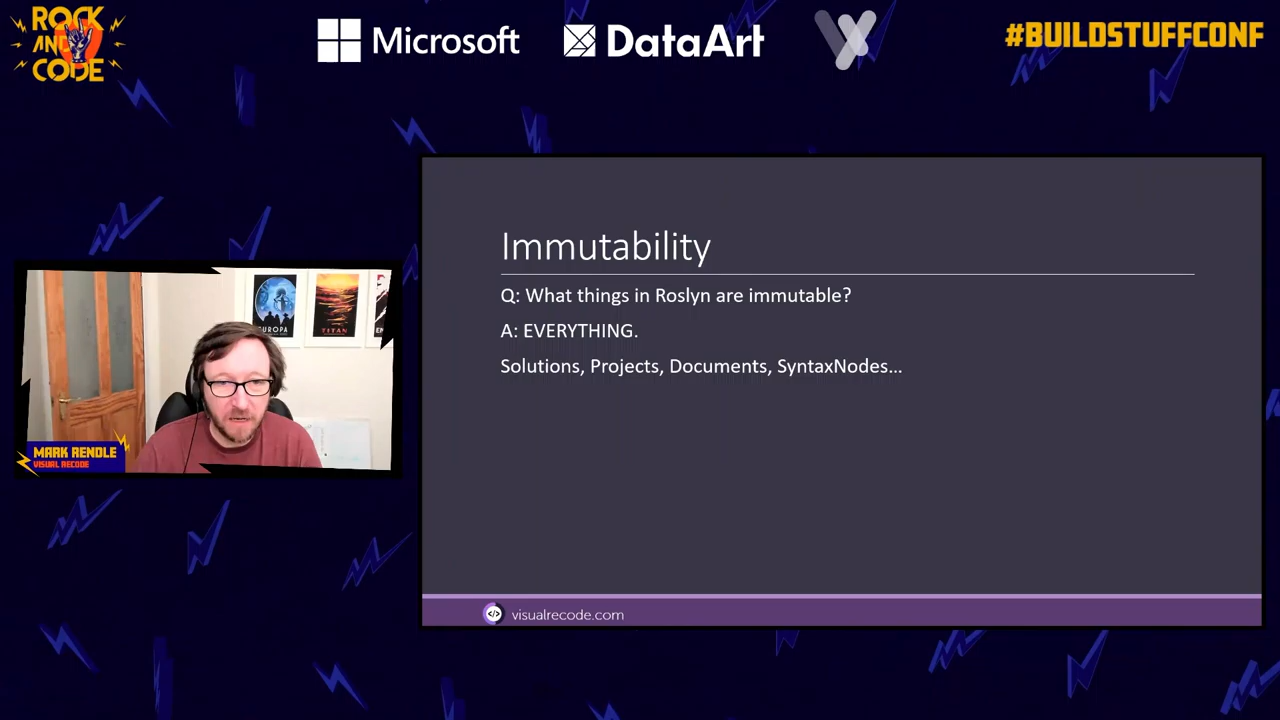 ROCK
AND
CODE
Microsoft
DataArt
#BUILDSTUFFCONF
Immutability
Q: What things in Roslyn are immutable?
A: EVERYTHING.
Solutions, Projects, Documents, SyntaxNodes...
EUROPA
TITAN
MARK RENDLE
VISUAL RECODE
</> visualrecode.com